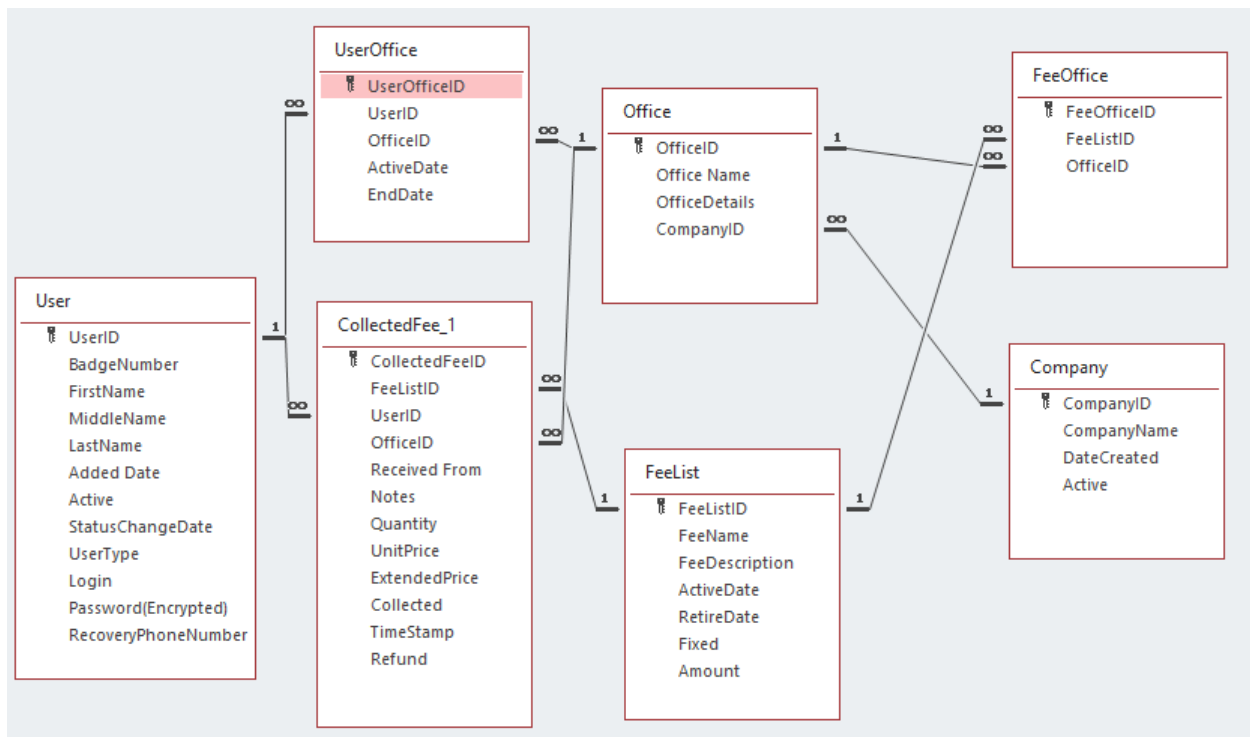 UserOffice
UserOfficeID
UserID
OfficeID
ActiveDate
EndDate
Office
OfficeID
Office Name
OfficeDetails
CompanyID
FeeOffice
FeeOfficeID
FeeListID
OfficeID
User
UserID
BadgeNumber
FirstName
MiddleName
LastName
Added Date
Active
StatusChangeDate
UserType
Login
Password(Encrypted)
RecoveryPhoneNumber
CollectedFee_1
CollectedFeeID
FeeListID
UserID
OfficeID
Received From
Notes
Quantity
UnitPrice
ExtendedPrice
Collected
TimeStamp
Refund
FeeList
FeeListID
FeeName
FeeDescription
ActiveDate
RetireDate
Fixed
Amount
Company
CompanyID
CompanyName
DateCreated
Active
∞
∞
1
1
∞
∞
∞
1
∞
1
∞
∞
1
1